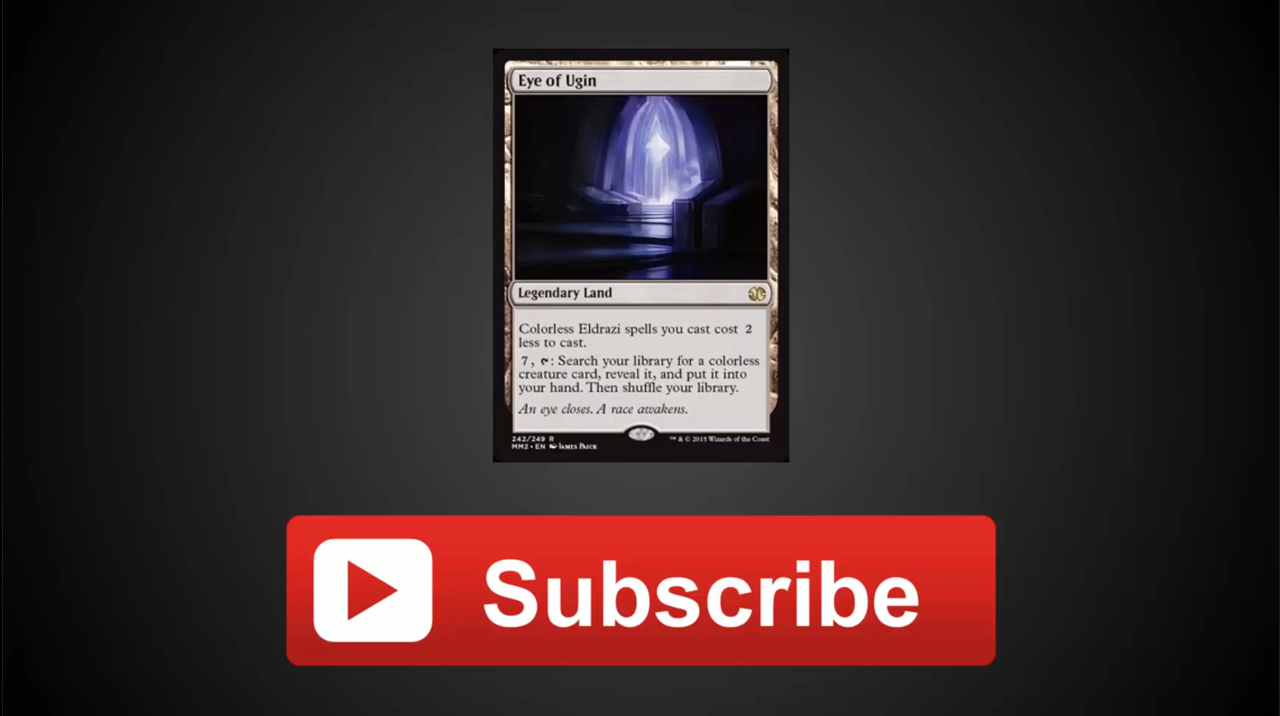 Eye of Ugin
Legendary Land
Colorless Eldrazi spells you cast cost 2
less to cast.
7, : Search your library for a colorless
creature card, reveal it, and put it into
your hand. Then shuffle your library.
An eye closes. A race awakens.
242/249 R
MM2 • EN James Paick
™ & © 2015 Wizards of the Coast
Subscribe